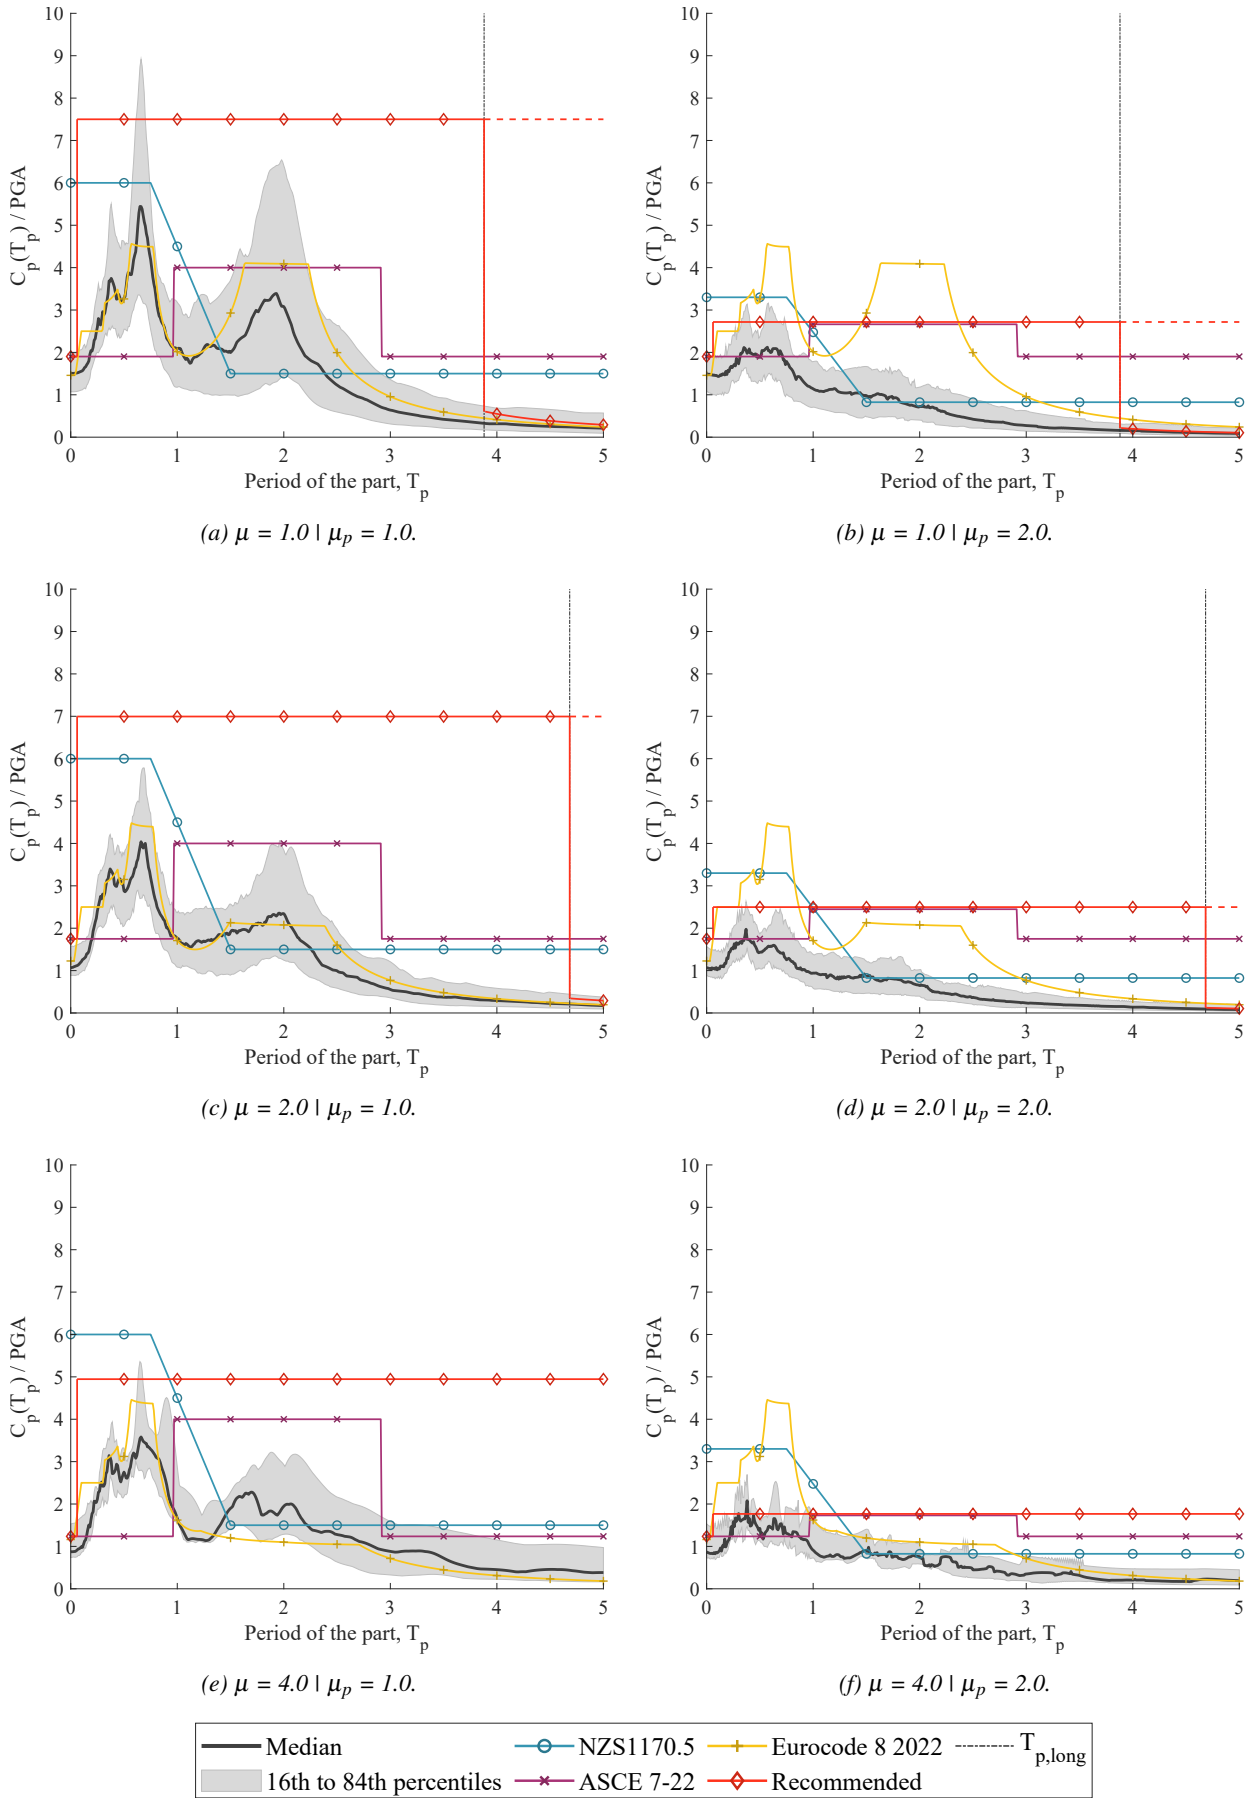 10
9
8
7
6
5
4
3
2
1
0
C_p(T_p) / PGA
0 1 2 3 4 5
Period of the part, T_p
(a) μ = 1.0 | μ_p = 1.0.
10
9
8
7
6
5
4
3
2
1
0
C_p(T_p) / PGA
0 1 2 3 4 5
Period of the part, T_p
(b) μ = 1.0 | μ_p = 2.0.
10
9
8
7
6
5
4
3
2
1
0
C_p(T_p) / PGA
0 1 2 3 4 5
Period of the part, T_p
(c) μ = 2.0 | μ_p = 1.0.
10
9
8
7
6
5
4
3
2
1
0
C_p(T_p) / PGA
0 1 2 3 4 5
Period of the part, T_p
(d) μ = 2.0 | μ_p = 2.0.
10
9
8
7
6
5
4
3
2
1
0
C_p(T_p) / PGA
0 1 2 3 4 5
Period of the part, T_p
(e) μ = 4.0 | μ_p = 1.0.
10
9
8
7
6
5
4
3
2
1
0
C_p(T_p) / PGA
0 1 2 3 4 5
Period of the part, T_p
(f) μ = 4.0 | μ_p = 2.0.
Median NZS1170.5 Eurocode 8 2022 T_p,long
16th to 84th percentiles ASCE 7-22 Recommended